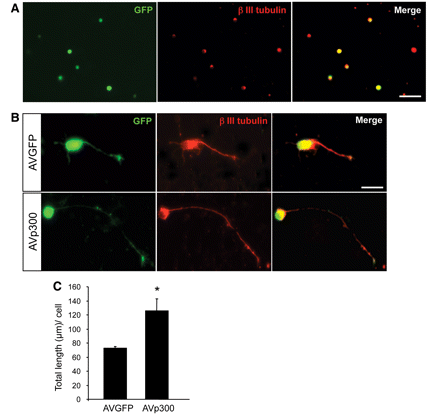 A
GFP
β III tubulin
Merge
B
GFP
β III tubulin
Merge
AVGFP
AVp300
C
Total length (μm)/ cell
160
*
140
120
100
80
60
40
20
0
AVGFP AVp300